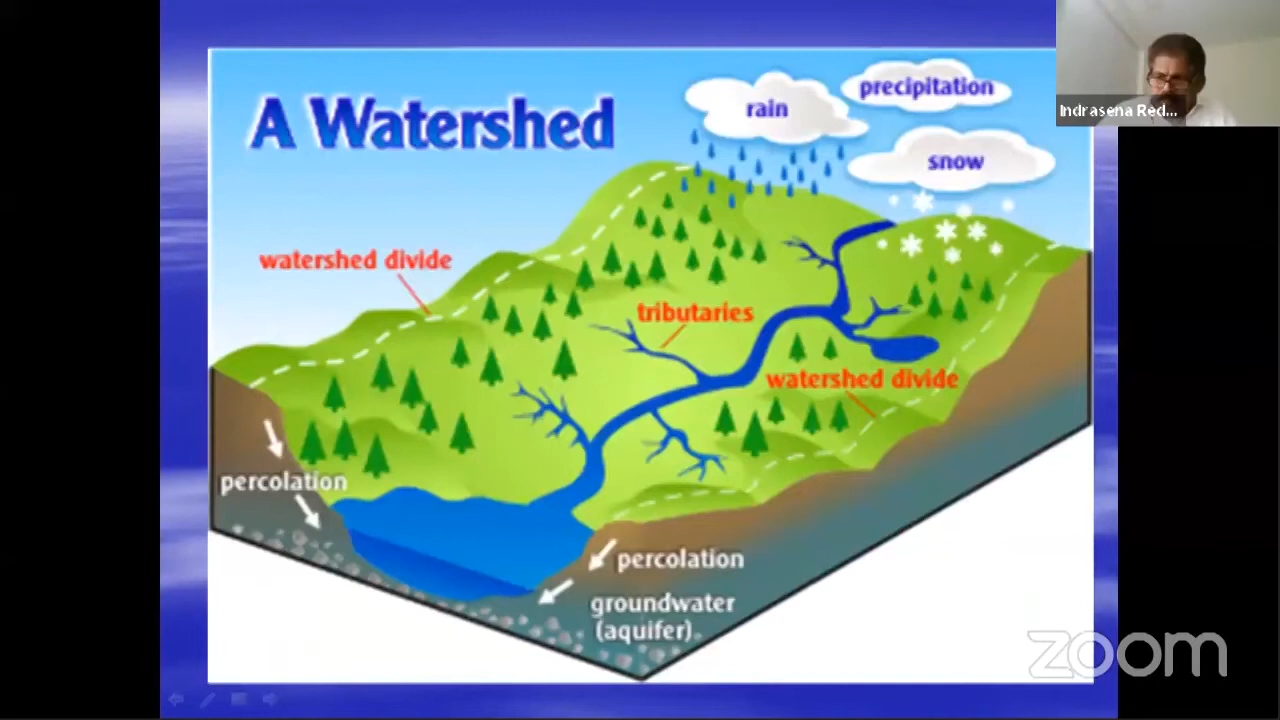 A Watershed
rain
precipitation
snow
Indrasena Red...
watershed divide
tributaries
watershed divide
percolation
percolation
groundwater
(aquifer)
zoom